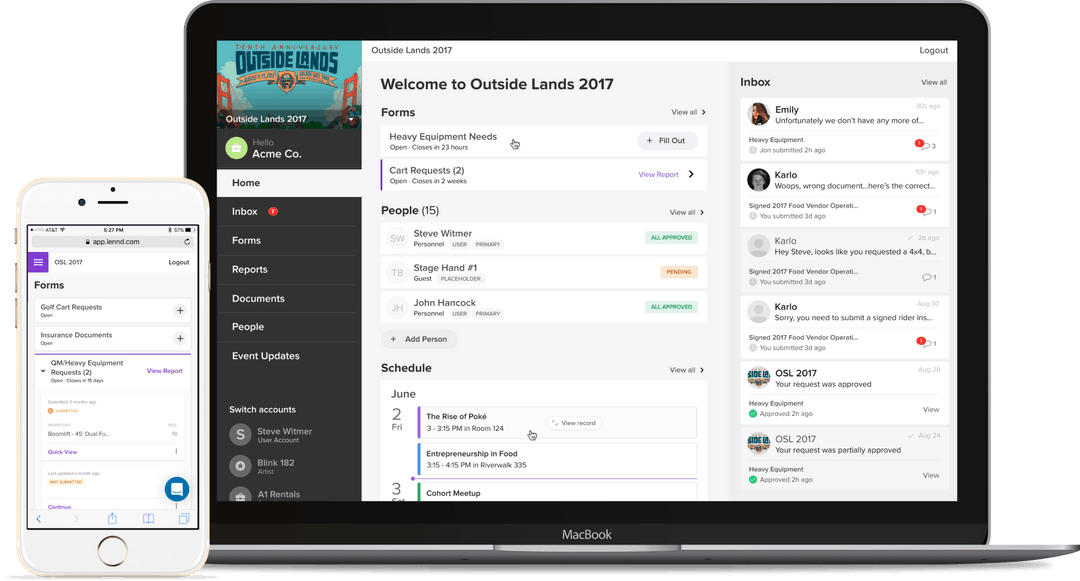 TENTH ANNIVERSARY
OUTSIDE LANDS
Outside Lands 2017
Hello
Acme Co.
Home
Inbox 7
Forms
Reports
Documents
People
Event Updates
Switch accounts
Steve Witmer
S
User Account
Blink 182
Artist
A1 Rentals
Outside Lands 2017
Logout
Welcome to Outside Lands 2017
Forms
View all
Heavy Equipment Needs
Open · Closes in 23 hours
+ Fill Out
Cart Requests (2)
Open · Closes in 2 weeks
View Report
People (15)
View all
SW
Steve Witmer
Personnel USER PRIMARY
ALL APPROVED
TB
Stage Hand #1
Guest PLACEHOLDER
PENDING
JH
John Hancock
Personnel USER PRIMARY
ALL APPROVED
+ Add Person
Schedule
View all
June
2
Fri
The Rise of Poké
3 - 3:15 PM in Room 124
View record
Entrepreneurship in Food
3:15 - 4:15 PM in Riverwalk 335
3
Sat
Cohort Meetup
Inbox
View all
Emily
30s ago
Unfortunately we don't have any more of...
Heavy Equipment
Jon submitted 2h ago
1 3
Karlo
10h ago
Woops, wrong document...here's the correct...
Signed 2017 Food Vendor Operati...
You submitted 3d ago
1 1
Karlo
2d ago
Hey Steve, looks like you requested a 4x4, b...
Signed 2017 Food Vendor Operati...
You submitted 3d ago
1
Karlo
Aug 30
Sorry, you need to submit a signed rider ins...
Signed 2017 Food Vendor Operati...
You submitted 3d ago
1 1
OSL 2017
Aug 28
Your request was approved
Heavy Equipment
Approved 2h ago
View
OSL 2017
Aug 24
Your request was partially approved
Heavy Equipment
Approved 2h ago
View
MacBook
AT&T
5:27 PM
57%
app.lennd.com
OSL 2017
Logout
Forms
Golf Cart Requests
Open
+
Insurance Documents
Open
+
QM/Heavy Equipment
Requests (2)
Open · Closes in 15 days
View Report
Submitted 3 months ago
SUBMITTED
INVENTORY
REQ
Boomlift - 45' Dual Fu...
10
Quick View
Last updated a month ago
NOT SUBMITTED
Continue